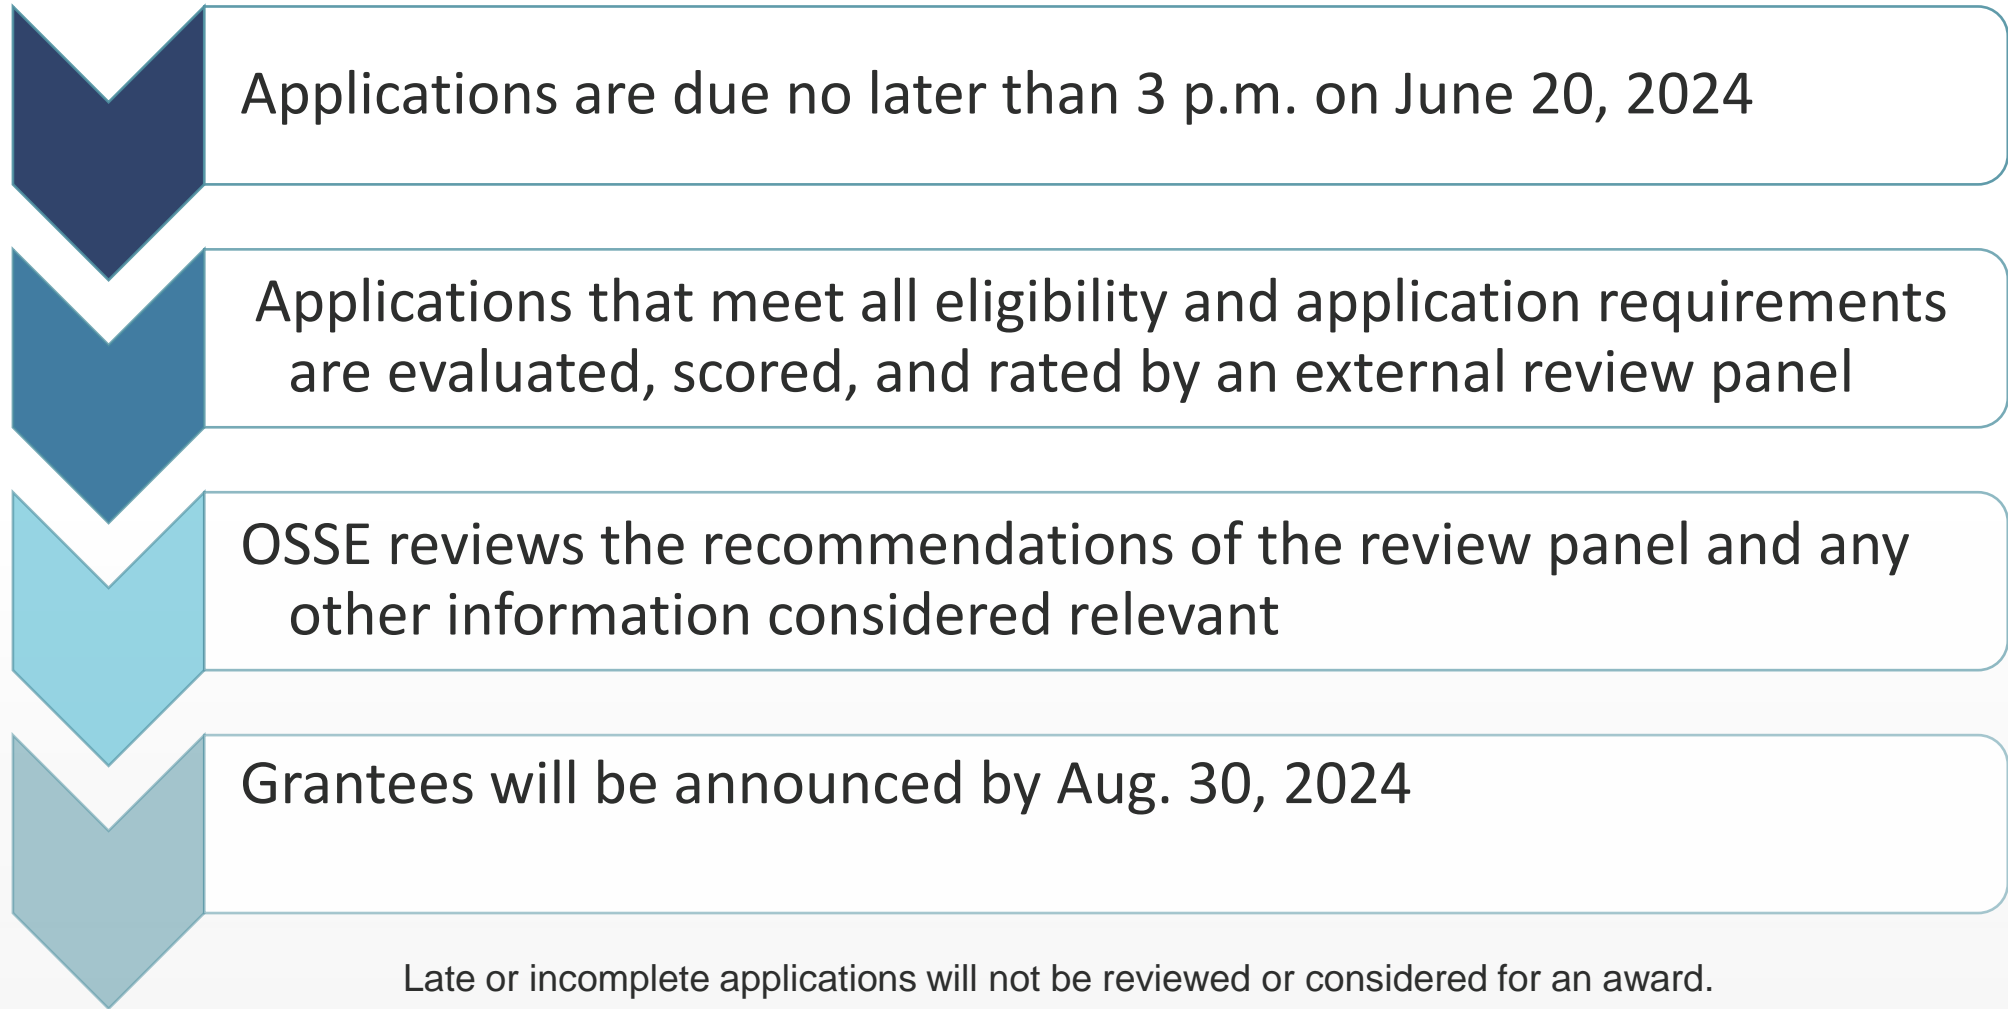 Applications are due no later than 3 p.m. on June 20, 2024
Applications that meet all eligibility and application requirements
are evaluated, scored, and rated by an external review panel
OSSE reviews the recommendations of the review panel and any
other information considered relevant
Grantees will be announced by Aug. 30, 2024
Late or incomplete applications will not be reviewed or considered for an award.